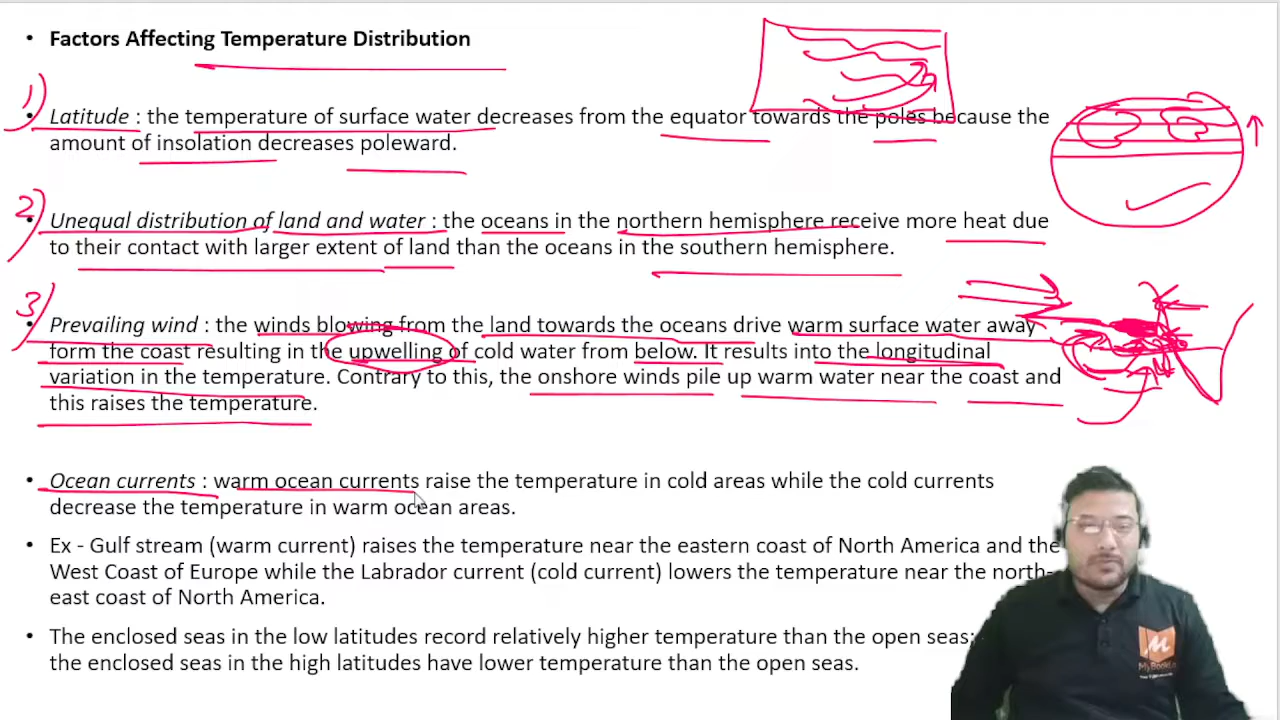 • Factors Affecting Temperature Distribution
1)
• Latitude : the temperature of surface water decreases from the equator towards the poles because the
amount of insolation decreases poleward.
2)
• Unequal distribution of land and water : the oceans in the northern hemisphere receive more heat due
to their contact with larger extent of land than the oceans in the southern hemisphere.
3)
• Prevailing wind : the winds blowing from the land towards the oceans drive warm surface water away
form the coast resulting in the upwelling of cold water from below. It results into the longitudinal
variation in the temperature. Contrary to this, the onshore winds pile up warm water near the coast and
this raises the temperature.
• Ocean currents : warm ocean currents raise the temperature in cold areas while the cold currents
decrease the temperature in warm ocean areas.
• Ex - Gulf stream (warm current) raises the temperature near the eastern coast of North America and the
West Coast of Europe while the Labrador current (cold current) lowers the temperature near the north-
east coast of North America.
• The enclosed seas in the low latitudes record relatively higher temperature than the open seas;
the enclosed seas in the high latitudes have lower temperature than the open seas.